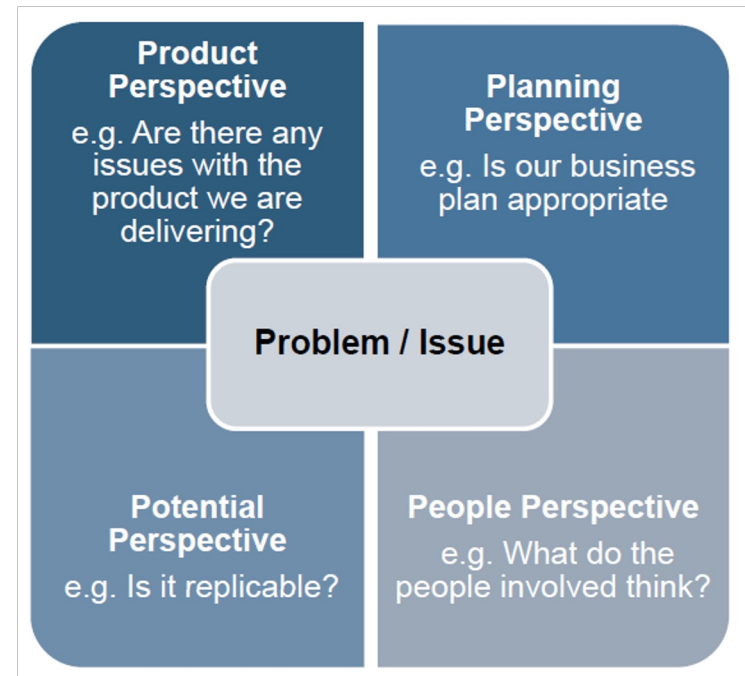 Product
Perspective
e.g. Are there any
issues with the
product we are
delivering?
Planning
Perspective
e.g. Is our business
plan appropriate
Problem / Issue
Potential
Perspective
e.g. Is it replicable?
People Perspective
e.g. What do the
people involved think?